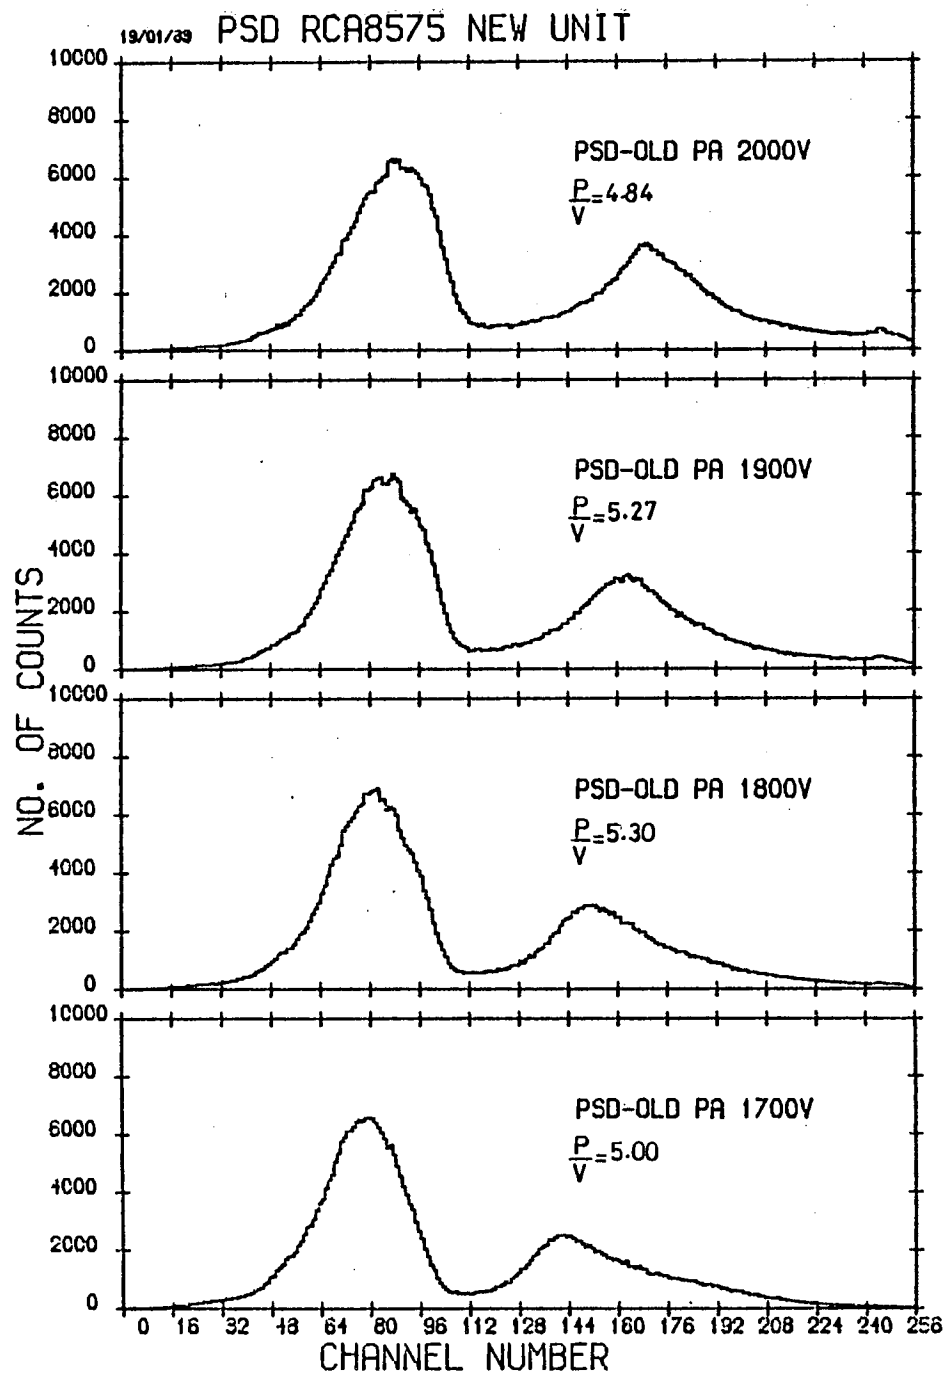 19/01/89 PSD RCA8575 NEW UNIT
10000
8000
6000
4000
2000
0
PSD-OLD PA 2000V
P/V=4.84
10000
8000
6000
4000
2000
0
PSD-OLD PA 1900V
P/V=5.27
10000
8000
6000
4000
2000
0
PSD-OLD PA 1800V
P/V=5.30
10000
8000
6000
4000
2000
0
PSD-OLD PA 1700V
P/V=5.00
NO. OF COUNTS
0 16 32 48 64 80 96 112 128 144 160 176 192 208 224 240 256
CHANNEL NUMBER